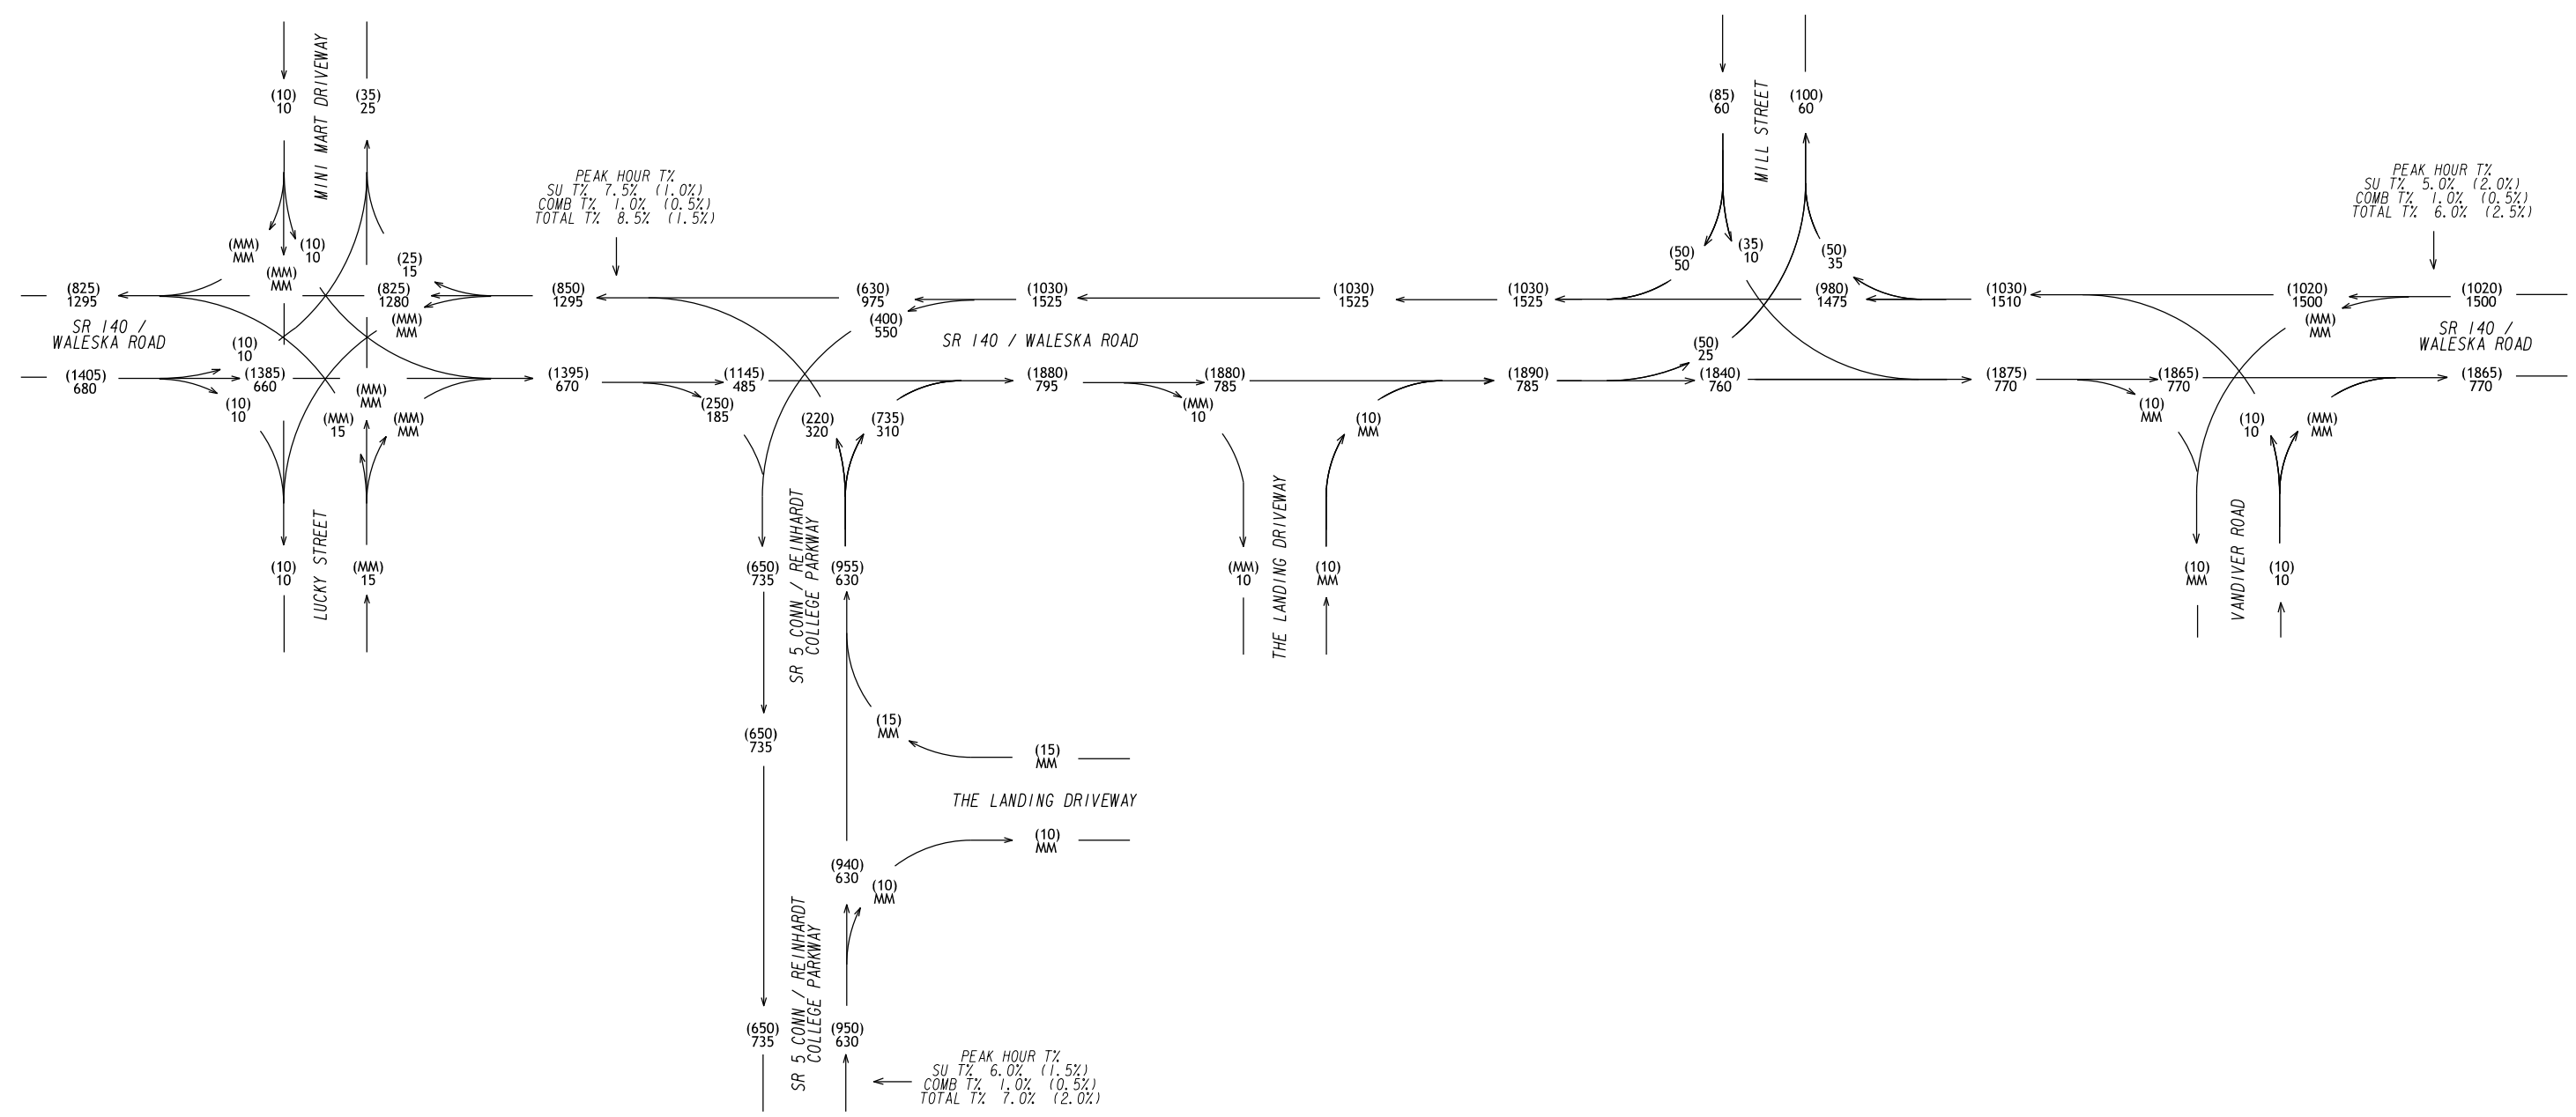 MINI MART DRIVEWAY
(10)
10
(35)
25
PEAK HOUR T%
SU T% 7.5% (1.0%)
COMB T% 1.0% (0.5%)
TOTAL T% 8.5% (1.5%)
(MM)
MM
(MM)
MM
(10)
10
(25)
15
(825)
1295
(825)
1280
(MM)
MM
(850)
1295
SR 140 /
WALESKA ROAD
(10)
10
(1405)
680
(1385)
660
(10)
10
(MM)
15
(MM)
MM
(MM)
MM
(1395)
670
(10)
10
LUCKY STREET
(MM)
15
(630)
975
(400)
550
(1030)
1525
SR 140 / WALESKA ROAD
(1145)
485
(250)
185
(220)
320
(735)
310
(1880)
795
(650)
735
SR 5 CONN / REINHARDT
COLLEGE PARKWAY
(955)
630
(1030)
1525
(1880)
785
(MM)
10
(10)
MM
(MM)
10
THE LANDING DRIVEWAY
(10)
MM
(1030)
1525
(1890)
785
(85)
60
MILL STREET
(100)
60
(50)
50
(35)
10
(50)
35
(980)
1475
(50)
25
(1840)
760
(1030)
1510
(1875)
770
PEAK HOUR T%
SU T% 5.0% (2.0%)
COMB T% 1.0% (0.5%)
TOTAL T% 6.0% (2.5%)
(1020)
1500
(MM)
MM
(1020)
1500
SR 140 /
WALESKA ROAD
(1865)
770
(10)
MM
(10)
10
(MM)
MM
(1865)
770
(10)
MM
VANDIVER ROAD
(10)
10
(650)
735
(15)
MM
(15)
MM
THE LANDING DRIVEWAY
(10)
MM
(940)
630
(10)
MM
(650)
735
SR 5 CONN / REINHARDT
COLLEGE PARKWAY
(950)
630
PEAK HOUR T%
SU T% 6.0% (1.5%)
COMB T% 1.0% (0.5%)
TOTAL T% 7.0% (2.0%)